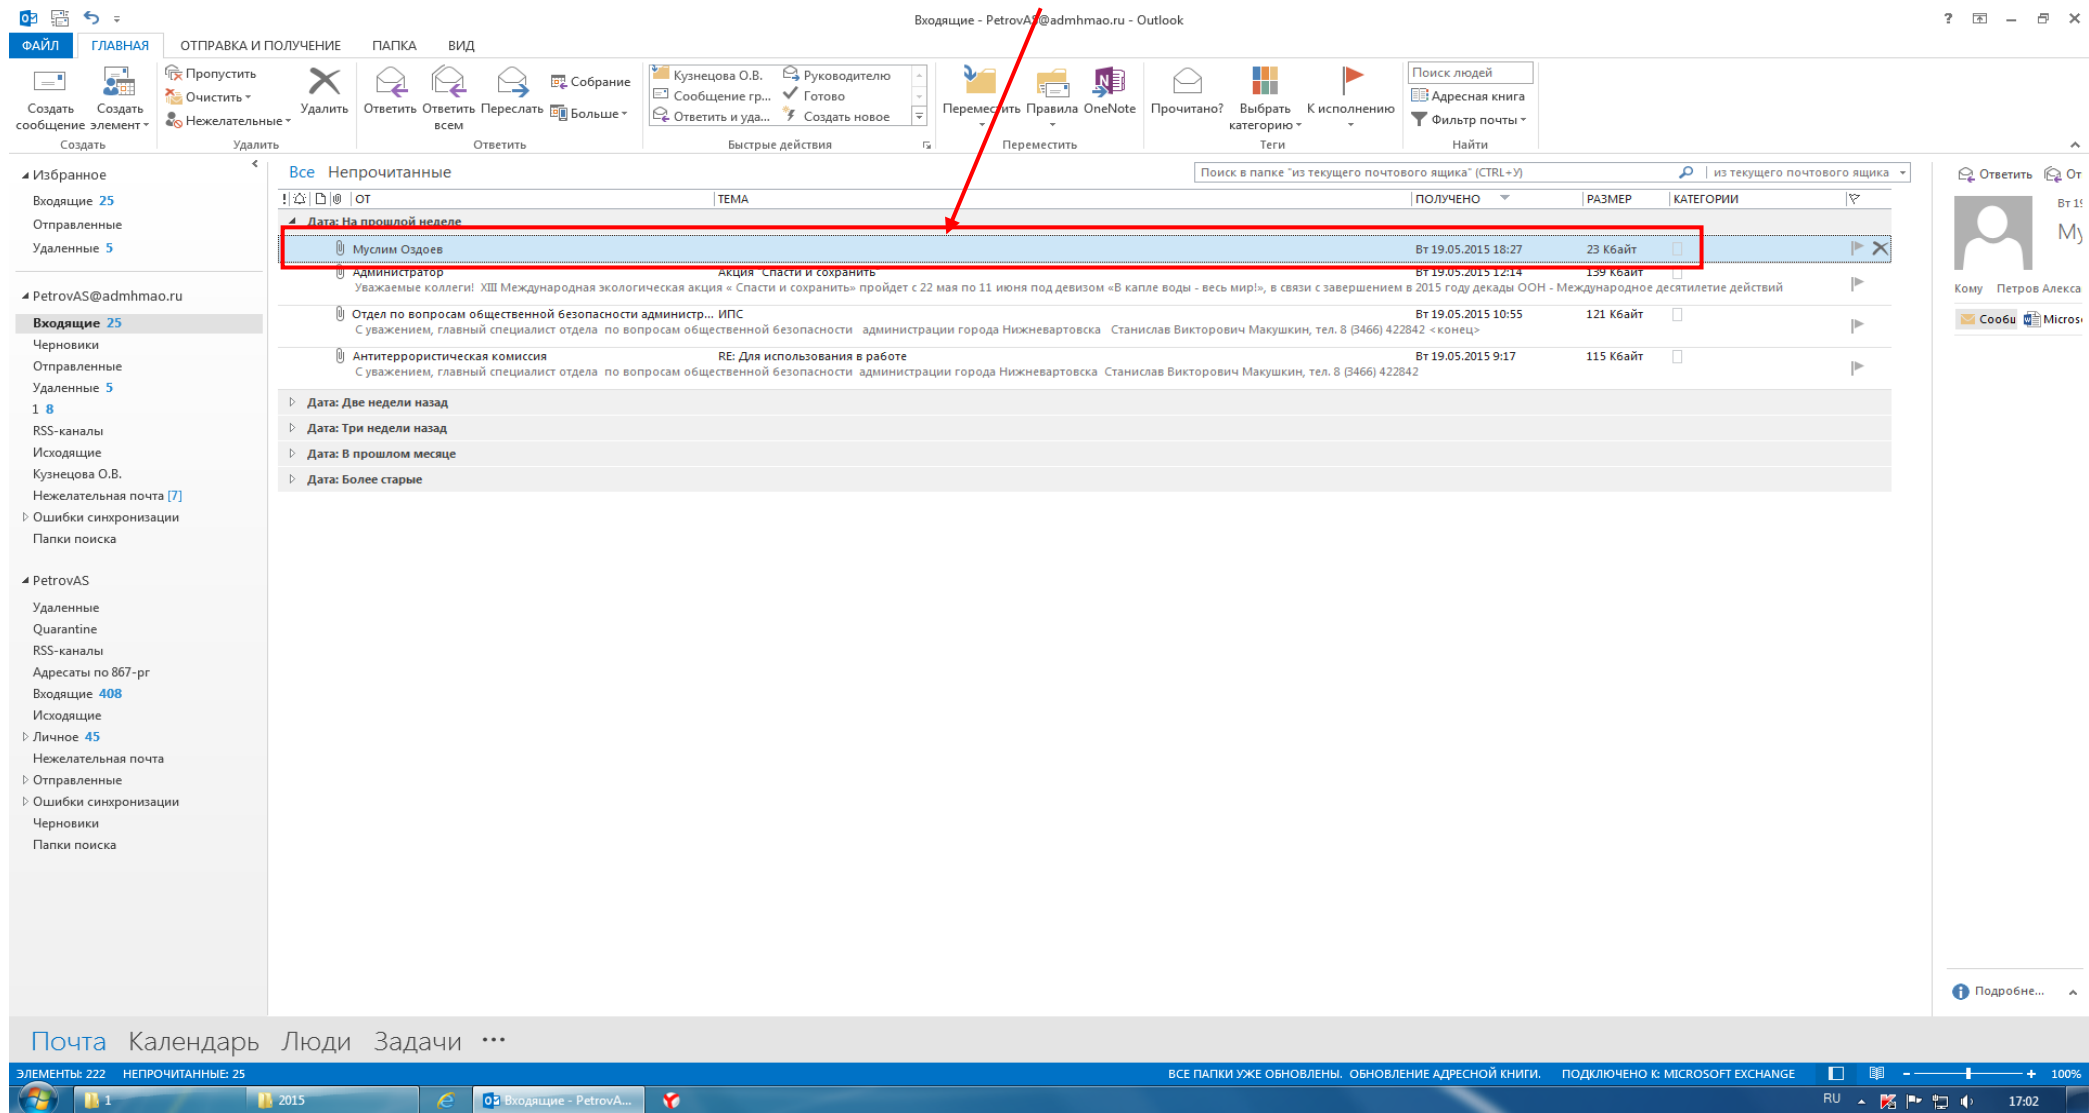 Входящие - PetrovAS@admhmao.ru - Outlook
ФАЙЛ ГЛАВНАЯ ОТПРАВКА И ПОЛУЧЕНИЕ ПАПКА ВИД
Создать сообщение
Создать элемент
Пропустить
Очистить
Нежелательные
Удалить
Ответить
Ответить всем
Переслать
Собрание
Больше
Кузнецова О.В.
Сообщение гр...
Ответить и уда...
Руководителю
Готово
Создать новое
Переместить
Правила
OneNote
Прочитано?
Выбрать категорию
К исполнению
Поиск людей
Адресная книга
Фильтр почты
Создать Удалить Ответить Быстрые действия Переместить Теги Найти
Избранное
Входящие 25
Отправленные
Удаленные 5
PetrovAS@admhmao.ru
Входящие 25
Черновики
Отправленные
Удаленные 5
1 8
RSS-каналы
Исходящие
Кузнецова О.В.
Нежелательная почта [7]
Ошибки синхронизации
Папки поиска
PetrovAS
Удаленные
Quarantine
RSS-каналы
Адресаты по 867-рг
Входящие 408
Исходящие
Личное 45
Нежелательная почта
Отправленные
Ошибки синхронизации
Черновики
Папки поиска
Все Непрочитанные
Поиск в папке "из текущего почтового ящика" (CTRL+У) из текущего почтового ящика
ОТ ТЕМА ПОЛУЧЕНО РАЗМЕР КАТЕГОРИИ
Дата: На прошлой неделе
Муслим Оздоев Вт 19.05.2015 18:27 23 Кбайт
Администратор Акция "Спасти и сохранить" Вт 19.05.2015 12:14 139 Кбайт
Уважаемые коллеги! XIII Международная экологическая акция « Спасти и сохранить» пройдет с 22 мая по 11 июня под девизом «В капле воды - весь мир!», в связи с завершением в 2015 году декады ООН - Международное десятилетие действий
Отдел по вопросам общественной безопасности администр... ИПС Вт 19.05.2015 10:55 121 Кбайт
С уважением, главный специалист отдела по вопросам общественной безопасности администрации города Нижневартовска Станислав Викторович Макушкин, тел. 8 (3466) 422842 <конец>
Антитеррористическая комиссия RE: Для использования в работе Вт 19.05.2015 9:17 115 Кбайт
С уважением, главный специалист отдела по вопросам общественной безопасности администрации города Нижневартовска Станислав Викторович Макушкин, тел. 8 (3466) 422842
Дата: Две недели назад
Дата: Три недели назад
Дата: В прошлом месяце
Дата: Более старые
Ответить От
Вт 19
Му
Кому Петров Алекса
Сообщ Microso
Подробне...
Почта Календарь Люди Задачи ...
ЭЛЕМЕНТЫ: 222 НЕПРОЧИТАННЫЕ: 25 ВСЕ ПАПКИ УЖЕ ОБНОВЛЕНЫ. ОБНОВЛЕНИЕ АДРЕСНОЙ КНИГИ. ПОДКЛЮЧЕНО К: MICROSOFT EXCHANGE 100%
1 2015 Входящие - PetrovA... RU 17:02